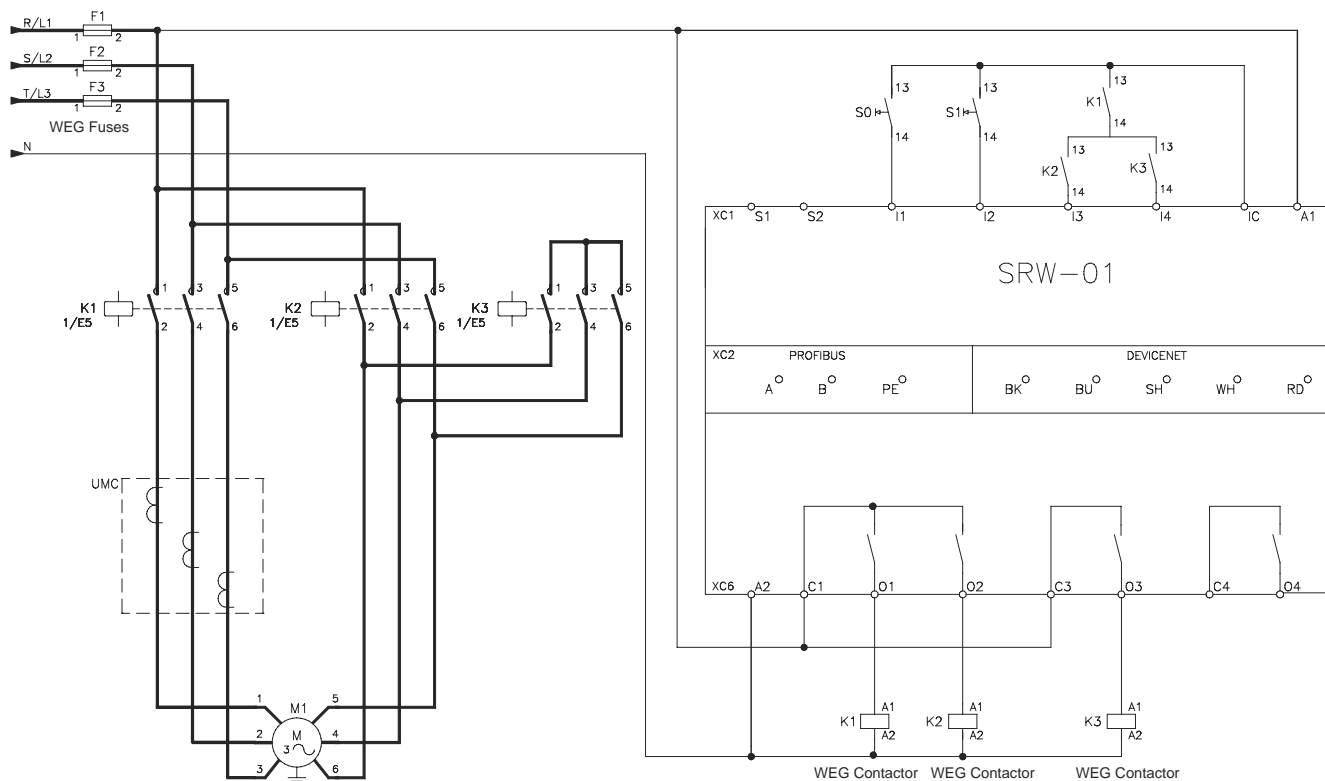 R/L1 F1 1 2
S/L2 F2 1 2
T/L3 F3 1 2
WEG Fuses
N
13 13 13
S0 S1 K1
14 14 14
13 13
K2 K3
14 14
XC1 S1 S2 I1 I2 I3 I4 IC A1
SRW-01
1 3 5 1 3 5 1 3 5
K1 K2 K3
1/E5 1/E5 1/E5
2 4 6 2 4 6 2 4 6
XC2 PROFIBUS DEVICENET
A B PE BK BU SH WH RD
UMC
XC6 A2 C1 O1 O2 C3 O3 C4 O4
1 M1 5
2 M 4
3
3 6
A1 A1 A1
K1 K2 K3
A2 A2 A2
WEG Contactor WEG Contactor WEG Contactor